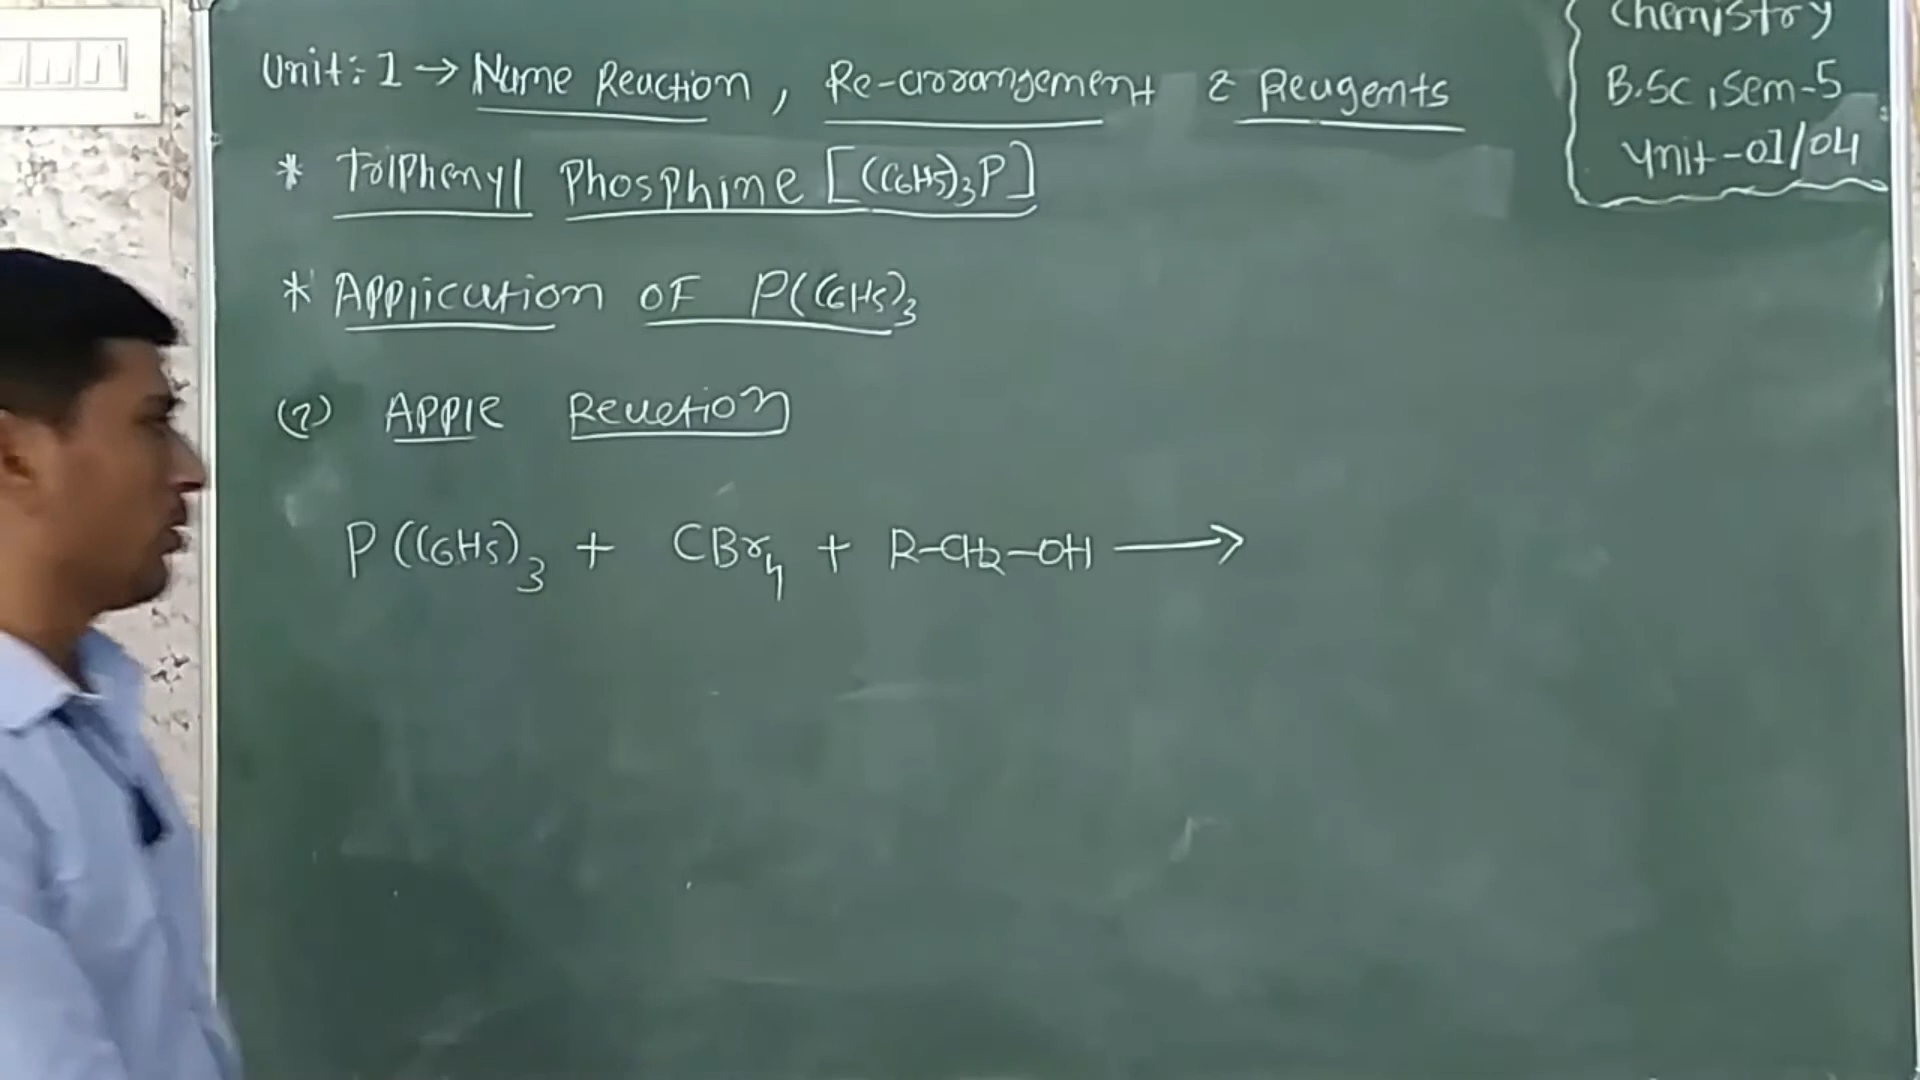 Unit:1 → Name Reaction, Re-arrangement & Reagents
Chemistry
B.Sc, Sem-5
Unit-01/04
* Triphenyl Phosphine [(C6H5)3P]
* Application OF P(C6H5)3
(1) APPle Reaction
P(C6H5)3 + CBr4 + R-CH2-OH →